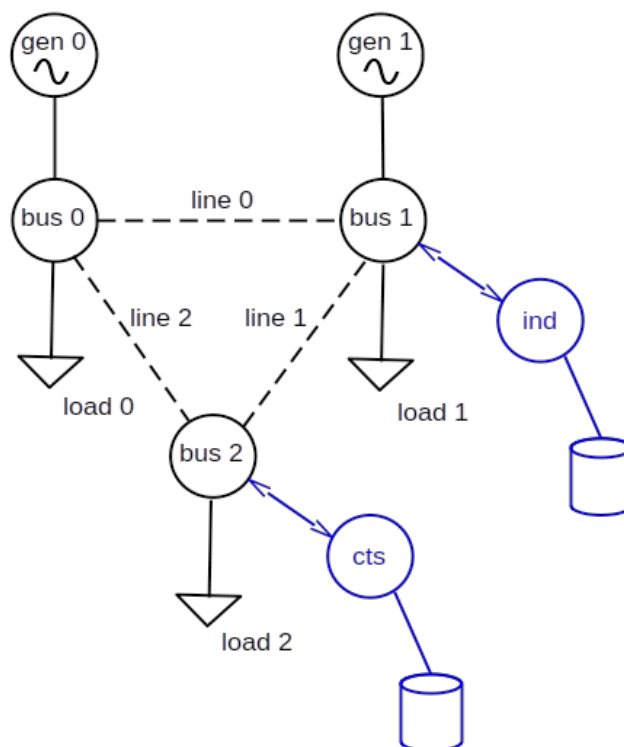 gen 0
gen 1
bus 0
line 0
bus 1
line 2
line 1
ind
load 0
load 1
bus 2
cts
load 2